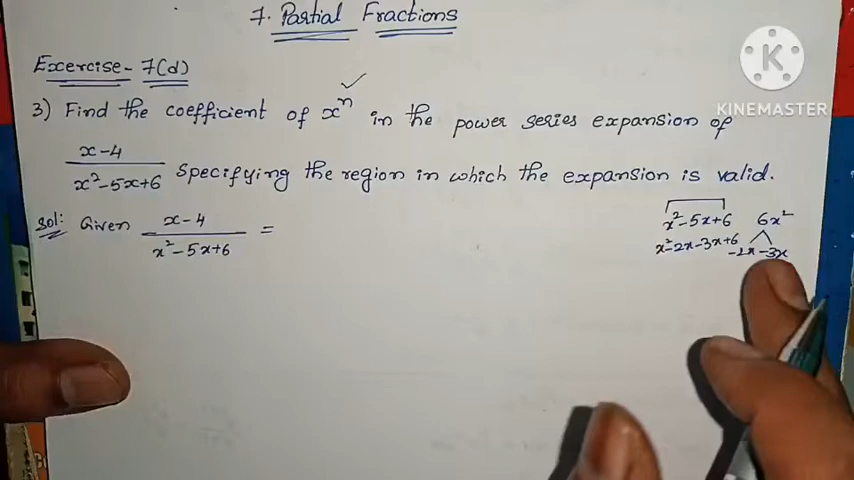 7. Partial Fractions
K
KINEMASTER
Exercise- 7(d)
3) Find the coefficient of xⁿ in the power series expansion of
x-4
x²-5x+6
specifying the region in which the expansion is valid.
Sol: Given
x-4
x²-5x+6
=
x²-5x+6
6x²
x²-2x-3x+6
-2x -3x